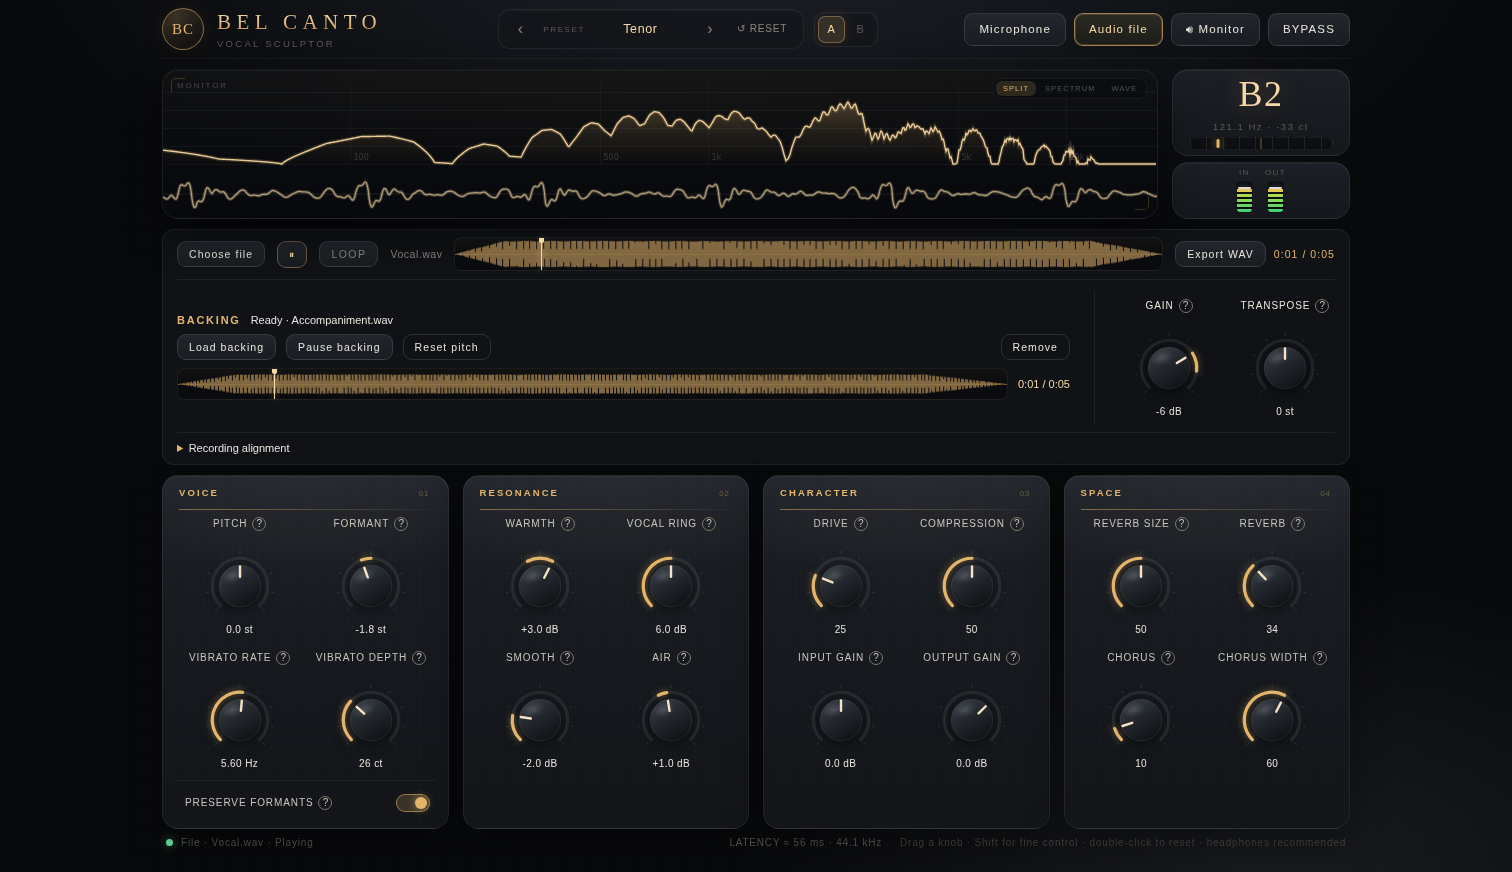 BC
BEL CANTO
VOCAL SCULPTOR
‹ PRESET Tenor › ↺ RESET
A B
Microphone
Audio file
Monitor
BYPASS
MONITOR
SPLIT SPECTRUM WAVE
100 500 1k 5k
B2
121.1 Hz · -33 ct
IN OUT
Choose file
LOOP
Vocal.wav
Export WAV
0:01 / 0:05
BACKING Ready · Accompaniment.wav
Load backing
Pause backing
Reset pitch
Remove
0:01 / 0:05
GAIN ? TRANSPOSE ?
-6 dB 0 st
Recording alignment
VOICE 01
PITCH ? FORMANT ?
0.0 st -1.8 st
VIBRATO RATE ? VIBRATO DEPTH ?
5.60 Hz 26 ct
PRESERVE FORMANTS ?
RESONANCE 02
WARMTH ? VOCAL RING ?
+3.0 dB 6.0 dB
SMOOTH ? AIR ?
-2.0 dB +1.0 dB
CHARACTER 03
DRIVE ? COMPRESSION ?
25 50
INPUT GAIN ? OUTPUT GAIN ?
0.0 dB 0.0 dB
SPACE 04
REVERB SIZE ? REVERB ?
50 34
CHORUS ? CHORUS WIDTH ?
10 60
File · Vocal.wav · Playing
LATENCY ≈ 56 ms · 44.1 kHz
Drag a knob · Shift for fine control · double-click to reset · headphones recommended